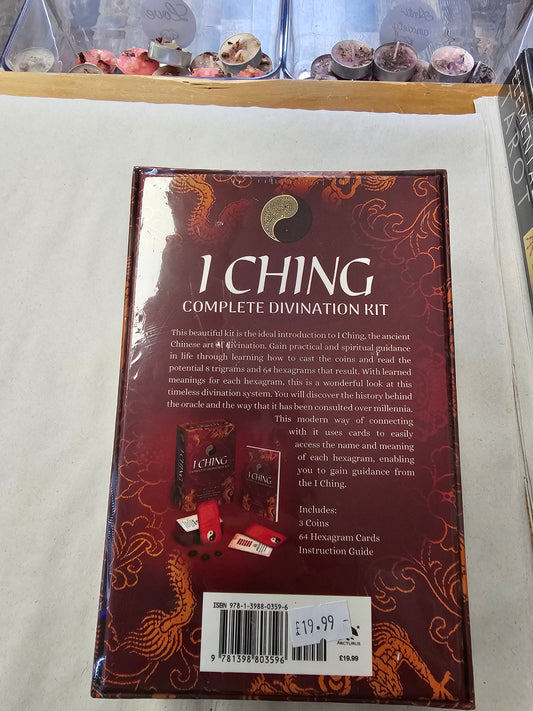 Love
ELEMENTAL
TAROT
I CHING
COMPLETE DIVINATION KIT
This beautiful kit is the ideal introduction to I Ching, the ancient
Chinese art of divination. Gain practical and spiritual guidance
in life through learning how to cast the coins and read the
potential 8 trigrams and 64 hexagrams that result. With learned
meanings for each hexagram, this is a wonderful look at this
timeless divination system. You will discover the history behind
the oracle and the way that it has been consulted over millennia.
This modern way of connecting
with it uses cards to easily
access the name and meaning
of each hexagram, enabling
you to gain guidance from
the I Ching.
I CHING
I CHING
Includes:
3 Coins
64 Hexagram Cards
Instruction Guide
ISBN 978-1-3988-0359-6
£19.99
9 781398 803596
ARCTURUS
£19.99